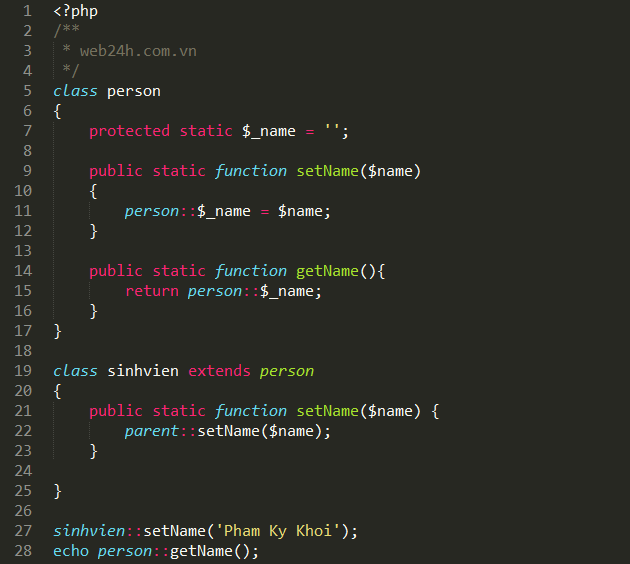 1 <?php
2 /**
3  * web24h.com.vn
4  */
5 class person
6 {
7     protected static $_name = '';
8
9     public static function setName($name)
10     {
11         person::$_name = $name;
12     }
13
14     public static function getName(){
15         return person::$_name;
16     }
17 }
18
19 class sinhvien extends person
20 {
21     public static function setName($name) {
22         parent::setName($name);
23     }
24
25 }
26
27 sinhvien::setName('Pham Ky Khoi');
28 echo person::getName();